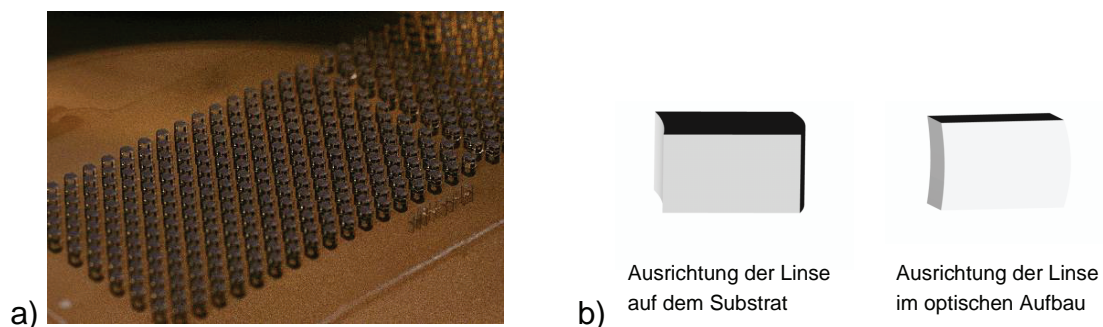 a)
b)
Ausrichtung der Linse
auf dem Substrat
Ausrichtung der Linse
im optischen Aufbau